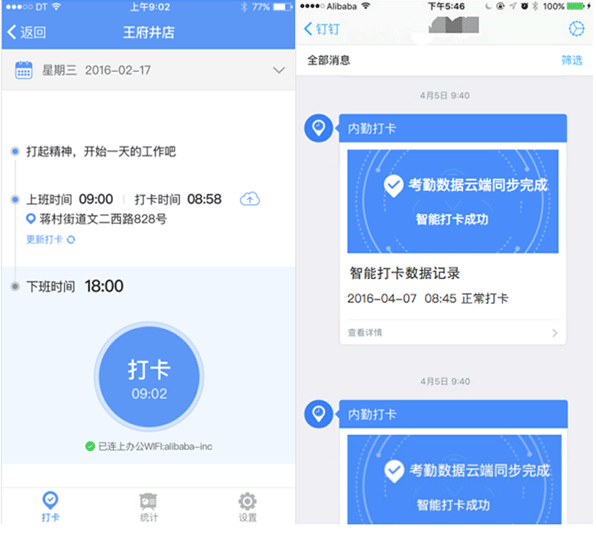 DT 上午9:02 77%
返回 王府井店
星期三 2016-02-17
打起精神，开始一天的工作吧
上班时间 09:00 打卡时间 08:58
蒋村街道文二西路828号
更新打卡
下班时间 18:00
打卡
09:02
已连上办公WIFI:alibaba-inc
打卡 统计 设置
Alibaba 下午5:46 100%
钉钉
全部消息 筛选
4月5日 9:40
内勤打卡
考勤数据云端同步完成
智能打卡成功
智能打卡数据记录
2016-04-07 08:45 正常打卡
查看详情
4月5日 9:40
内勤打卡
考勤数据云端同步完成
智能打卡成功